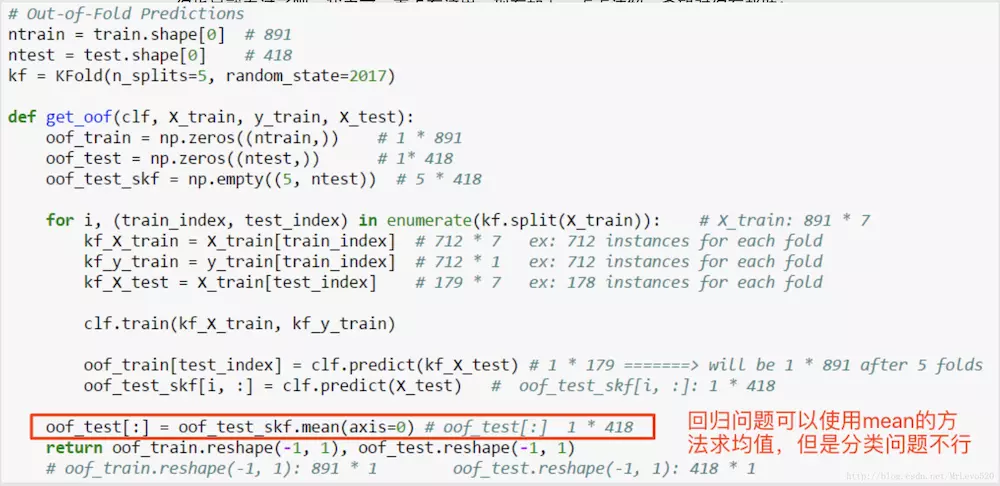 # Out-of-Fold Predictions
ntrain = train.shape[0]  # 891
ntest = test.shape[0]   # 418
kf = KFold(n_splits=5, random_state=2017)
def get_oof(clf, X_train, y_train, X_test):
    oof_train = np.zeros((ntrain,))    # 1 * 891
    oof_test = np.zeros((ntest,))      # 1* 418
    oof_test_skf = np.empty((5, ntest))  # 5 * 418
    for i, (train_index, test_index) in enumerate(kf.split(X_train)):    # X_train: 891 * 7
        kf_X_train = X_train[train_index]  # 712 * 7   ex: 712 instances for each fold
        kf_y_train = y_train[train_index]  # 712 * 1   ex: 712 instances for each fold
        kf_X_test = X_train[test_index]    # 179 * 7   ex: 178 instances for each fold
        clf.train(kf_X_train, kf_y_train)
        oof_train[test_index] = clf.predict(kf_X_test) # 1 * 179 =======> will be 1 * 891 after 5 folds
        oof_test_skf[i, :] = clf.predict(X_test)   #  oof_test_skf[i, :]: 1 * 418
    oof_test[:] = oof_test_skf.mean(axis=0) # oof_test[:]  1 * 418
    return oof_train.reshape(-1, 1), oof_test.reshape(-1, 1)
    # oof_train.reshape(-1, 1): 891 * 1       oof_test.reshape(-1, 1): 418 * 1
回归问题可以使用mean的方
法求均值，但是分类问题不行